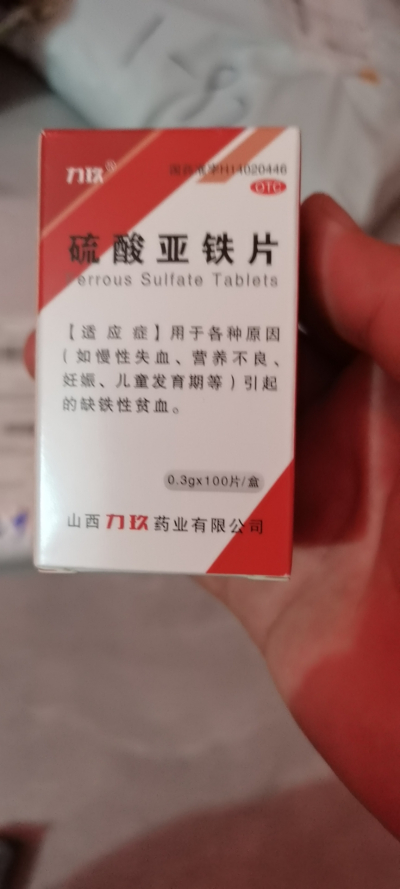 力玖
国药准字H14020446
OTC
硫酸亚铁片
Ferrous Sulfate Tablets
【适应症】用于各种原因
（如慢性失血、营养不良、
妊娠、儿童发育期等）引起
的缺铁性贫血。
0.3gx100片/盒
山西力玖药业有限公司